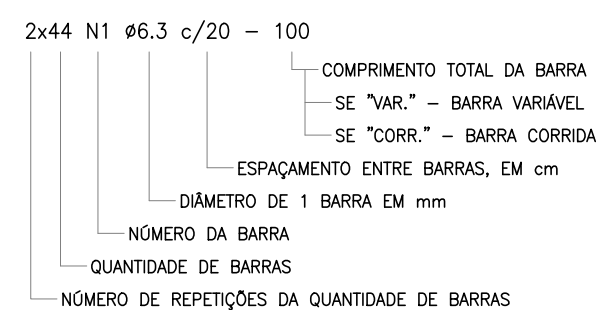 2x44 N1 ø6.3 c/20 - 100
COMPRIMENTO TOTAL DA BARRA
SE "VAR." - BARRA VARIÁVEL
SE "CORR." - BARRA CORRIDA
ESPAÇAMENTO ENTRE BARRAS, EM cm
DIÂMETRO DE 1 BARRA EM mm
NÚMERO DA BARRA
QUANTIDADE DE BARRAS
NÚMERO DE REPETIÇÕES DA QUANTIDADE DE BARRAS